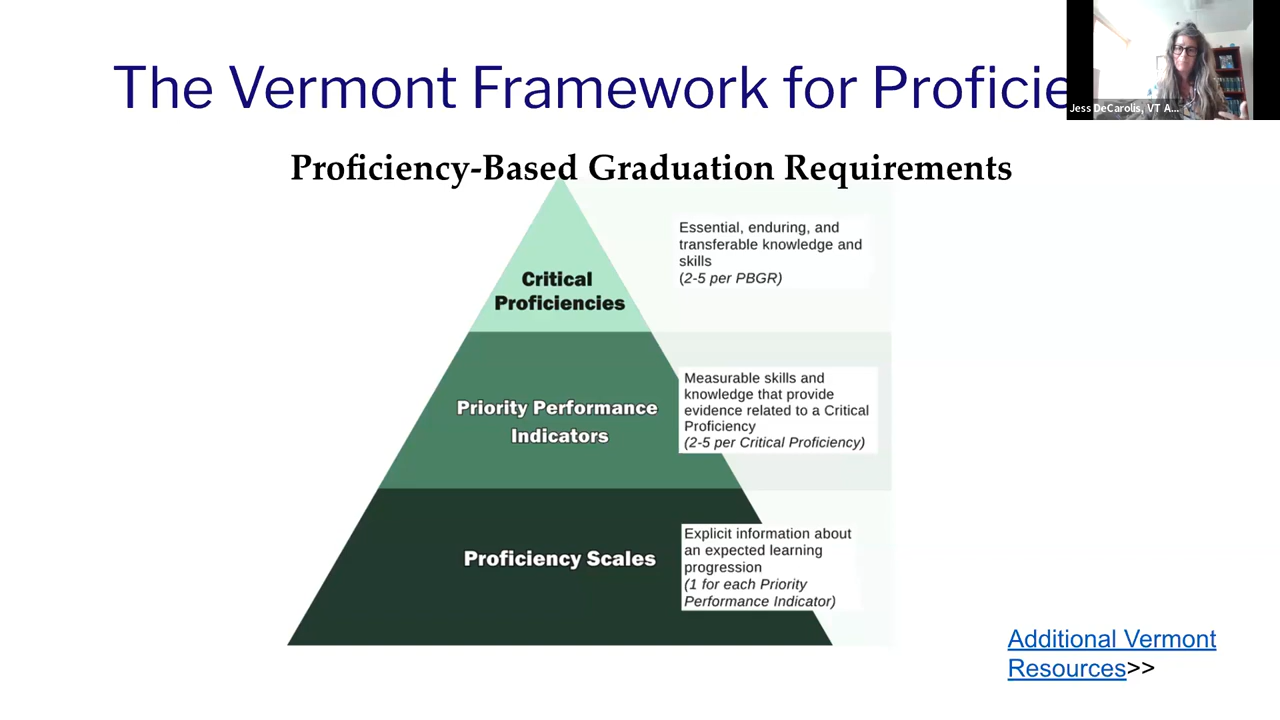 The Vermont Framework for Proficie
Jess DeCarolis, VT A...
Proficiency-Based Graduation Requirements
Critical
Proficiencies
Essential, enduring, and
transferable knowledge and
skills
(2-5 per PBGR)
Priority Performance
Indicators
Measurable skills and
knowledge that provide
evidence related to a Critical
Proficiency
(2-5 per Critical Proficiency)
Proficiency Scales
Explicit information about
an expected learning
progression
(1 for each Priority
Performance Indicator)
Additional Vermont
Resources>>